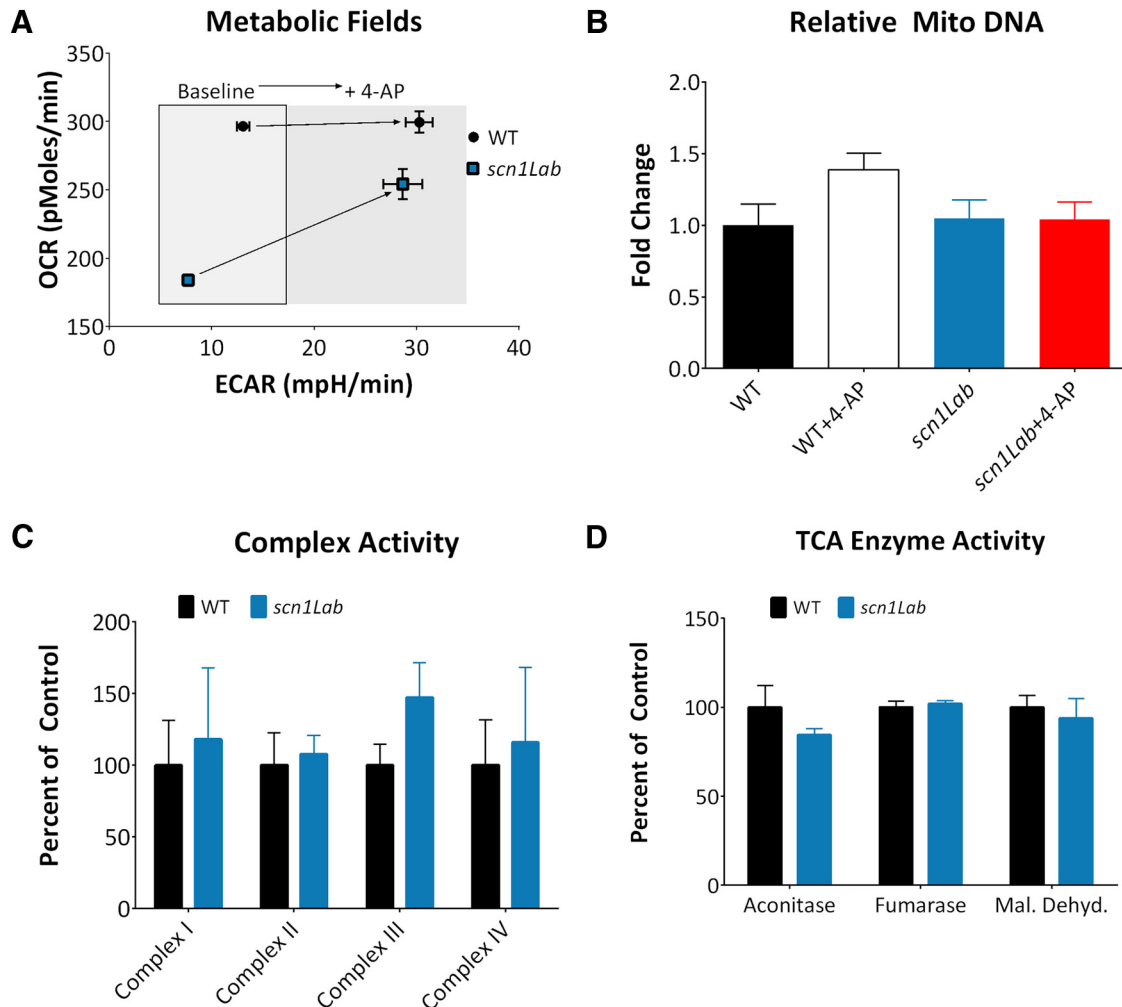 A
Metabolic Fields
OCR (pMoles/min)
350
300
250
200
150
Baseline + 4-AP
WT
scn1Lab
0 10 20 30 40
ECAR (mpH/min)
B
Relative Mito DNA
Fold Change
2.0
1.5
1.0
0.5
0.0
WT
WT+4-AP
scn1Lab
scn1Lab+4-AP
C
Complex Activity
WT scn1Lab
Percent of Control
200
150
100
50
0
Complex I
Complex II
Complex III
Complex IV
D
TCA Enzyme Activity
WT scn1Lab
Percent of Control
150
100
50
0
Aconitase Fumarase Mal. Dehyd.